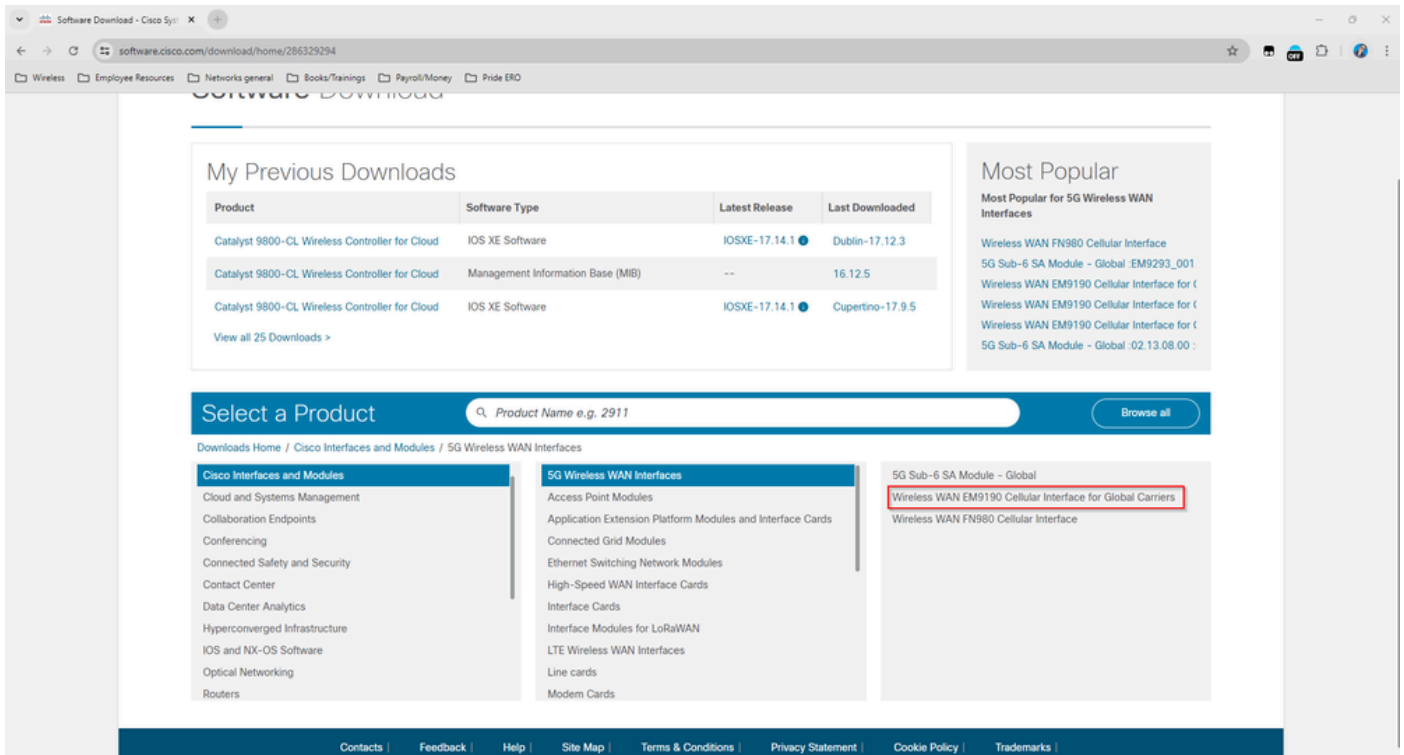 Software Download - Cisco Sys
software.cisco.com/download/home/286329294
OFF
Wireless Employee Resources Networks general Books/Trainings Payroll/Money Pride ERO
Software Download
My Previous Downloads
Product Software Type Latest Release Last Downloaded
Catalyst 9800-CL Wireless Controller for Cloud IOS XE Software IOSXE-17.14.1 Dublin-17.12.3
Catalyst 9800-CL Wireless Controller for Cloud Management Information Base (MIB) -- 16.12.5
Catalyst 9800-CL Wireless Controller for Cloud IOS XE Software IOSXE-17.14.1 Cupertino-17.9.5
View all 25 Downloads >
Most Popular
Most Popular for 5G Wireless WAN
Interfaces
Wireless WAN FN980 Cellular Interface
5G Sub-6 SA Module - Global :EM9293_001
Wireless WAN EM9190 Cellular Interface for (
Wireless WAN EM9190 Cellular Interface for (
Wireless WAN EM9190 Cellular Interface for (
5G Sub-6 SA Module - Global :02.13.08.00 :
Select a Product
Product Name e.g. 2911
Browse all
Downloads Home / Cisco Interfaces and Modules / 5G Wireless WAN Interfaces
Cisco Interfaces and Modules
Cloud and Systems Management
Collaboration Endpoints
Conferencing
Connected Safety and Security
Contact Center
Data Center Analytics
Hyperconverged Infrastructure
IOS and NX-OS Software
Optical Networking
Routers
5G Wireless WAN Interfaces
Access Point Modules
Application Extension Platform Modules and Interface Cards
Connected Grid Modules
Ethernet Switching Network Modules
High-Speed WAN Interface Cards
Interface Cards
Interface Modules for LoRaWAN
LTE Wireless WAN Interfaces
Line cards
Modem Cards
5G Sub-6 SA Module - Global
Wireless WAN EM9190 Cellular Interface for Global Carriers
Wireless WAN FN980 Cellular Interface
Contacts | Feedback | Help | Site Map | Terms & Conditions | Privacy Statement | Cookie Policy | Trademarks |